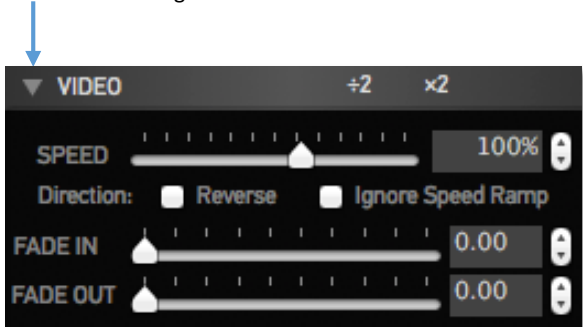 VIDEO ÷2 ×2
SPEED 100%
Direction: Reverse Ignore Speed Ramp
FADE IN 0.00
FADE OUT 0.00